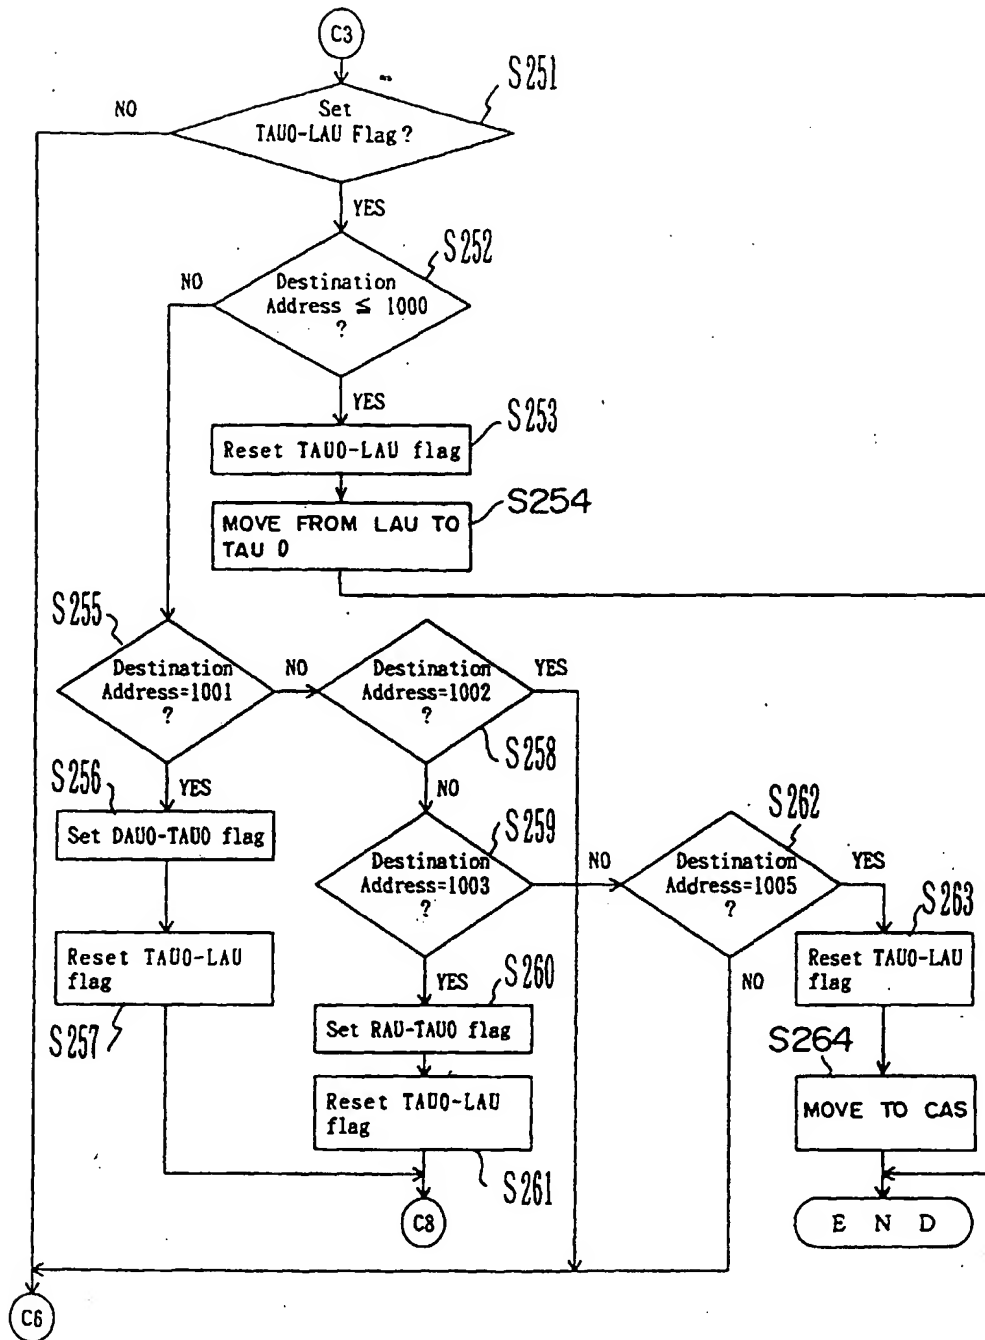 C3
S251
NO
Set
TAU0-LAU Flag?
YES
S252
NO
Destination
Address ≦ 1000
?
YES
S253
Reset TAU0-LAU flag
S254
MOVE FROM LAU TO
TAU 0
S255
Destination
Address=1001
?
NO
Destination
Address=1002
?
YES
S258
S256
YES
NO
Set DAU0-TAU0 flag
S259
Destination
Address=1003
?
NO
S262
Destination
Address=1005
?
YES
S263
Reset TAU0-LAU
flag
NO
Reset TAU0-LAU
flag
S257
YES
S260
Set RAU-TAU0 flag
S264
MOVE TO CAS
Reset TAU0-LAU
flag
S261
C8
E N D
C6